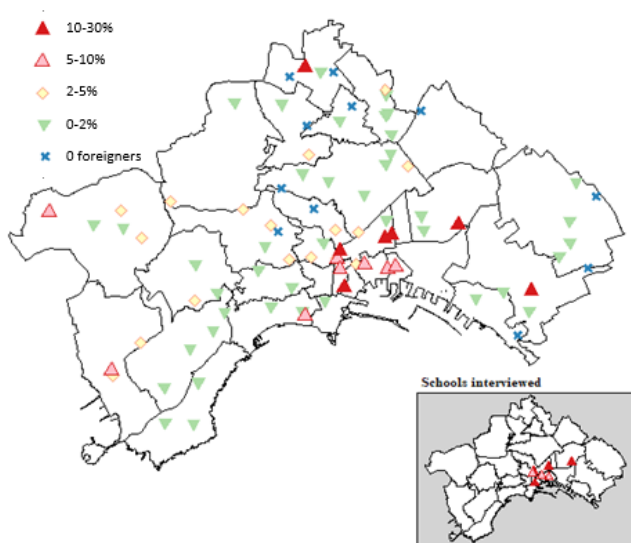 10-30%
5-10%
2-5%
0-2%
0 foreigners
Schools interviewed